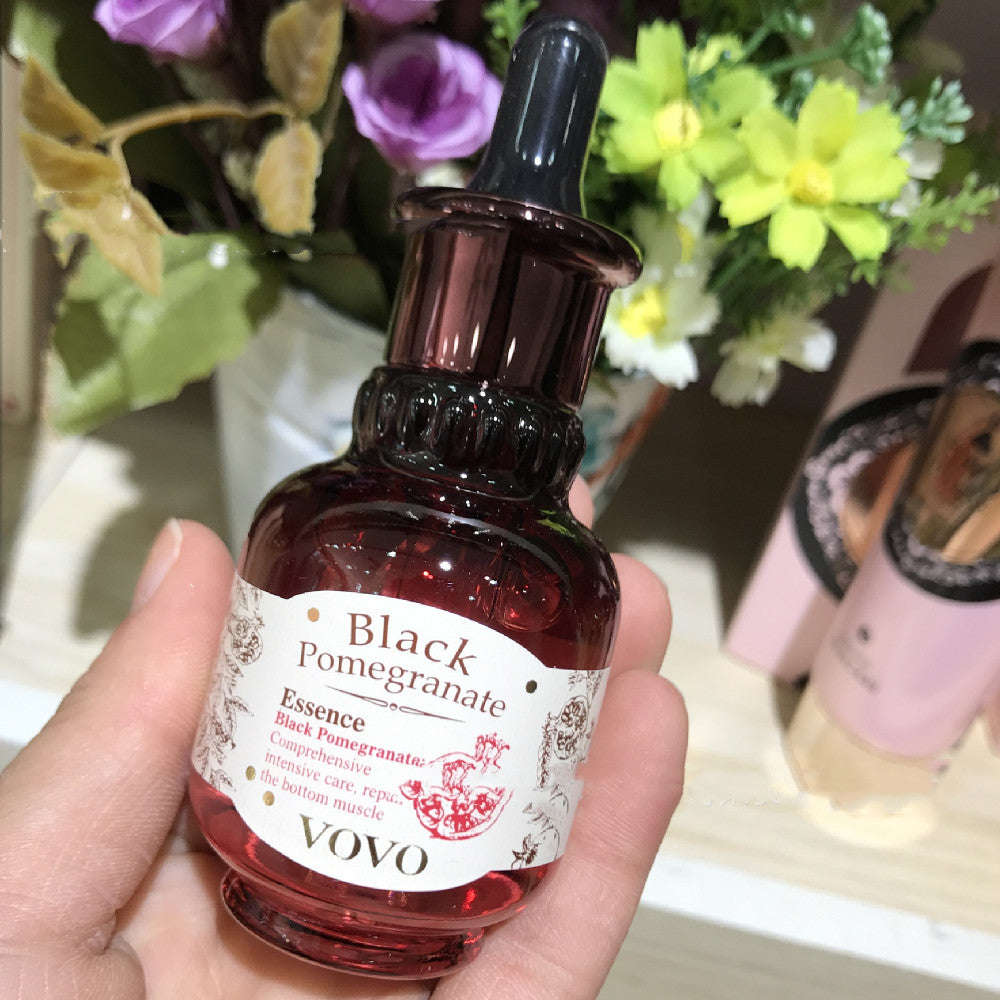 Black
Pomegranate
Essence
Black Pomegranate:
Comprehensive
intensive care, repa..
the bottom muscle
VOVO